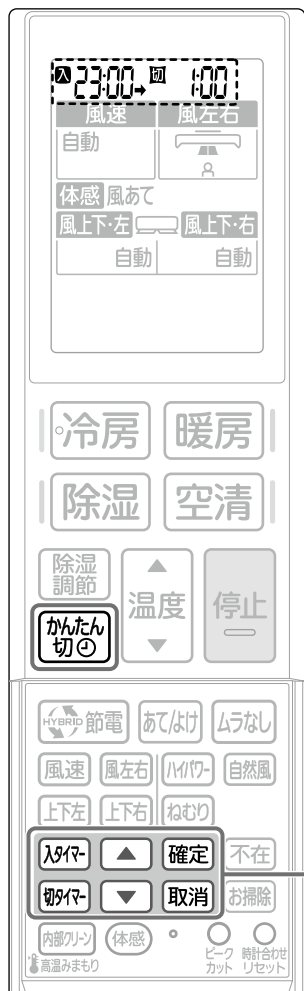 入 23:00→ 切 1:00
風速 風左右
自動
体感 風あて
風上下・左 風上下・右
自動 自動
冷房 暖房
除湿 空清
除湿
調節
温度
停止
かんたん
切
HYBRID 節電 あて/よけ ムラなし
風速 風左右 ハイパワー 自然風
上下左 上下右 ねむり
入タイマー ▲ 確定 不在
切タイマー ▼ 取消 お掃除
内部クリーン 体感
高温みまもり
ピーク
カット
時計合わせ
リセット